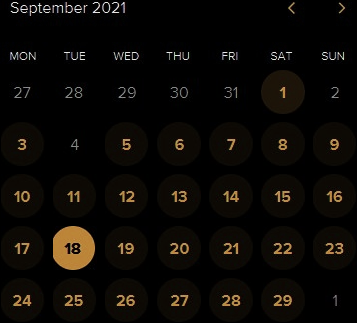 September 2021
MON TUE WED THU FRI SAT SUN
27 28 29 30 31 1 2
3 4 5 6 7 8 9
10 11 12 13 14 15 16
17 18 19 20 21 22 23
24 25 26 27 28 29 1